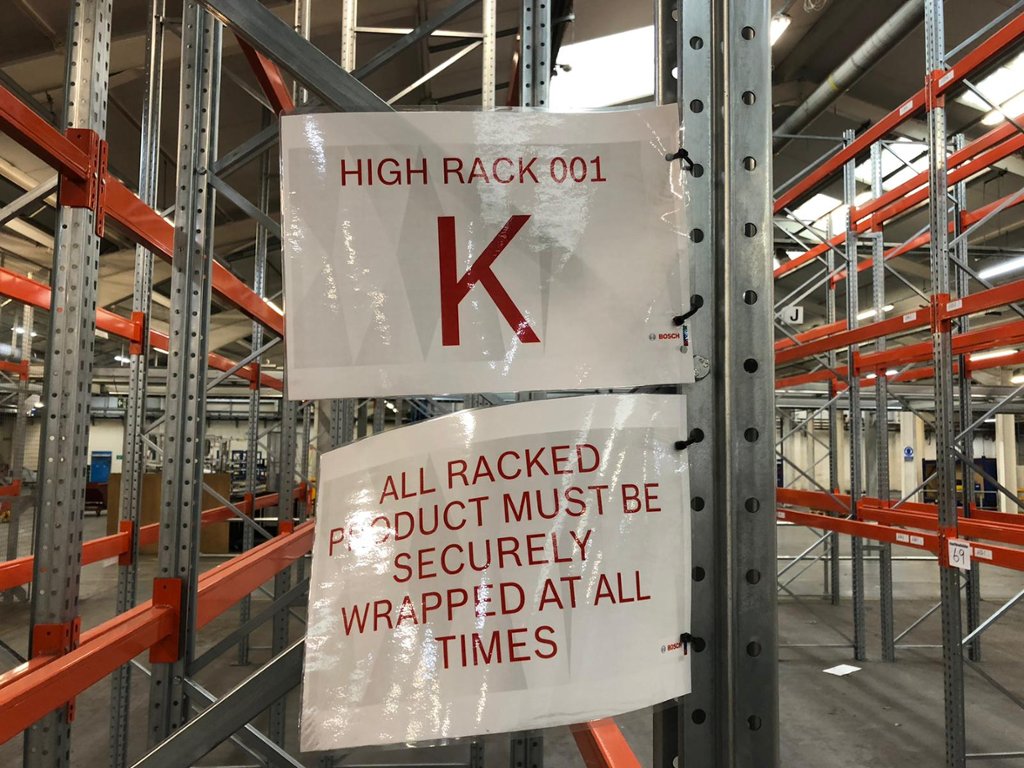 HIGH RACK 001
K
BOSCH
ALL RACKED
PRODUCT MUST BE
SECURELY
WRAPPED AT ALL
TIMES
BOSCH
J
69